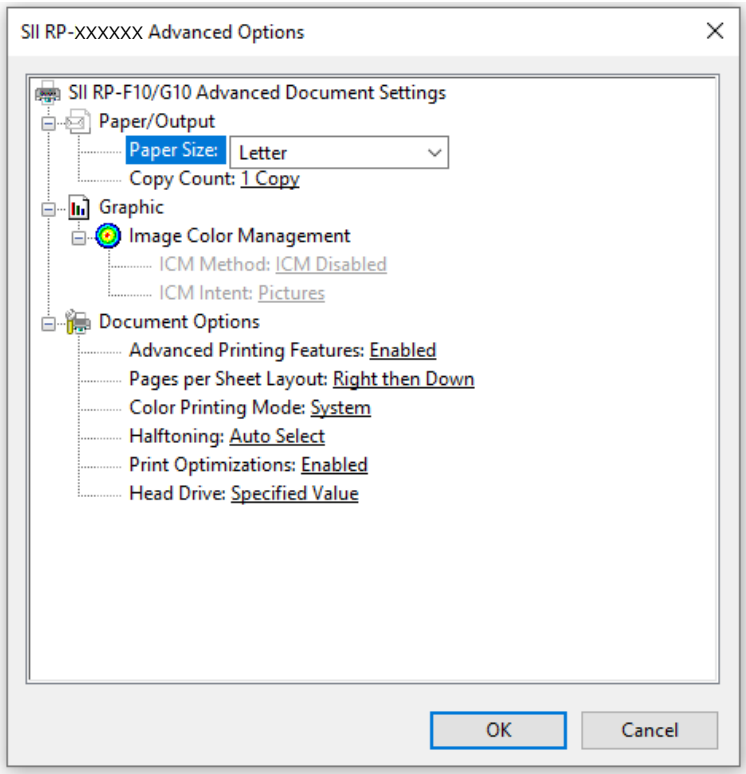 SII RP-XXXXXX Advanced Options
SII RP-F10/G10 Advanced Document Settings
Paper/Output
Paper Size: Letter
Copy Count: 1 Copy
Graphic
Image Color Management
ICM Method: ICM Disabled
ICM Intent: Pictures
Document Options
Advanced Printing Features: Enabled
Pages per Sheet Layout: Right then Down
Color Printing Mode: System
Halftoning: Auto Select
Print Optimizations: Enabled
Head Drive: Specified Value
OK Cancel